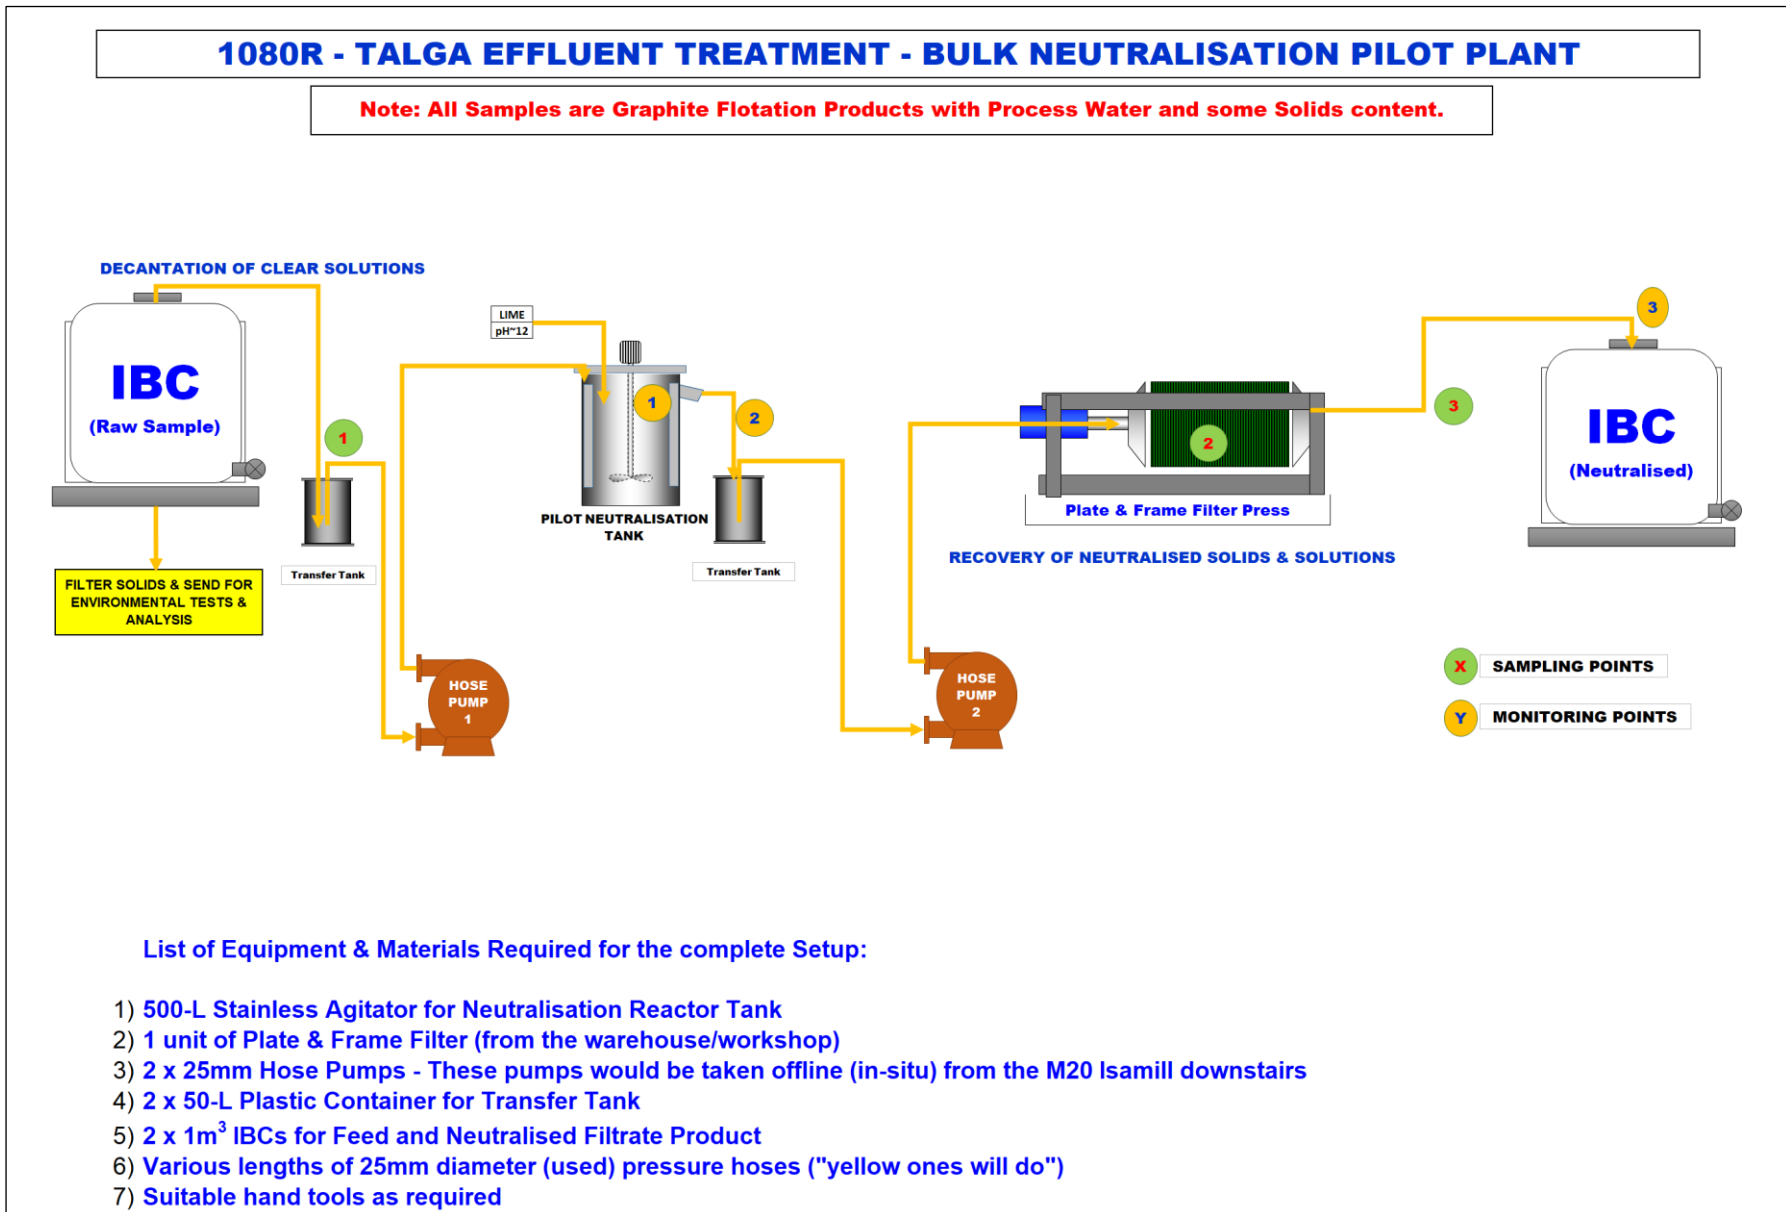 1080R - TALGA EFFLUENT TREATMENT - BULK NEUTRALISATION PILOT PLANT
Note: All Samples are Graphite Flotation Products with Process Water and some Solids content.
DECANTATION OF CLEAR SOLUTIONS
IBC
(Raw Sample)
1
FILTER SOLIDS & SEND FOR
ENVIRONMENTAL TESTS &
ANALYSIS
Transfer Tank
HOSE
PUMP
1
LIME
pH~12
1
2
PILOT NEUTRALISATION
TANK
Transfer Tank
HOSE
PUMP
2
2
Plate & Frame Filter Press
RECOVERY OF NEUTRALISED SOLIDS & SOLUTIONS
3
3
IBC
(Neutralised)
X SAMPLING POINTS
Y MONITORING POINTS
List of Equipment & Materials Required for the complete Setup:
1) 500-L Stainless Agitator for Neutralisation Reactor Tank
2) 1 unit of Plate & Frame Filter (from the warehouse/workshop)
3) 2 x 25mm Hose Pumps - These pumps would be taken offline (in-situ) from the M20 Isamill downstairs
4) 2 x 50-L Plastic Container for Transfer Tank
5) 2 x 1m³ IBCs for Feed and Neutralised Filtrate Product
6) Various lengths of 25mm diameter (used) pressure hoses ("yellow ones will do")
7) Suitable hand tools as required